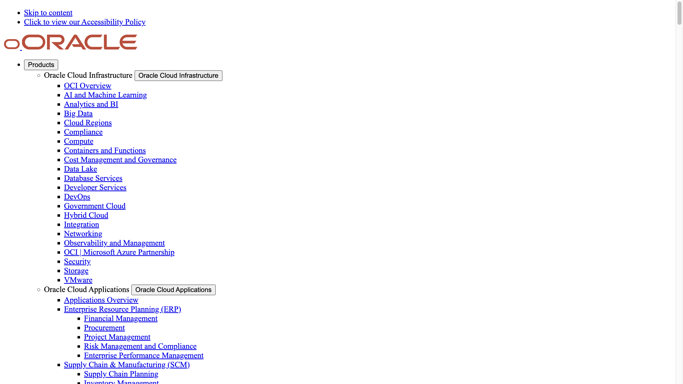 Skip to content
Click to view our Accessibility Policy
ORACLE
Products
Oracle Cloud Infrastructure Oracle Cloud Infrastructure
OCI Overview
AI and Machine Learning
Analytics and BI
Big Data
Cloud Regions
Compliance
Compute
Containers and Functions
Cost Management and Governance
Data Lake
Database Services
Developer Services
DevOps
Government Cloud
Hybrid Cloud
Integration
Networking
Observability and Management
OCI | Microsoft Azure Partnership
Security
Storage
VMware
Oracle Cloud Applications Oracle Cloud Applications
Applications Overview
Enterprise Resource Planning (ERP)
Financial Management
Procurement
Project Management
Risk Management and Compliance
Enterprise Performance Management
Supply Chain & Manufacturing (SCM)
Supply Chain Planning
Inventory Management